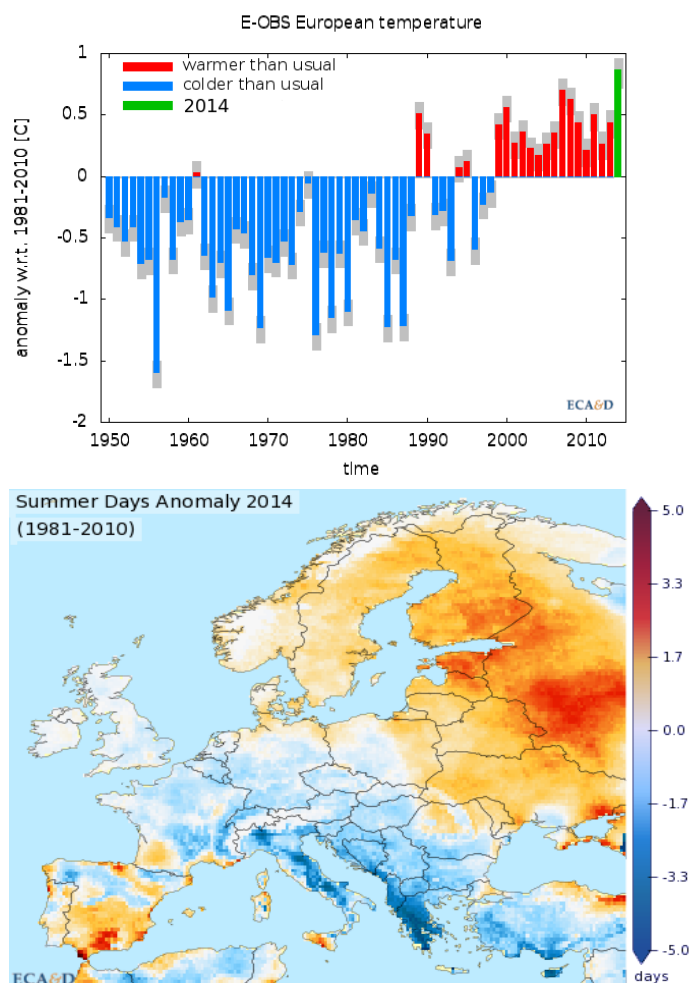 E-OBS European temperature
warmer than usual
colder than usual
2014
anomaly w.r.t. 1981-2010 [C]
1
0.5
0
-0.5
-1
-1.5
-2
ECA&D
1950 1960 1970 1980 1990 2000 2010
time
Summer Days Anomaly 2014
(1981-2010)
5.0
3.3
1.7
0.0
-1.7
-3.3
-5.0
days
ECA&D